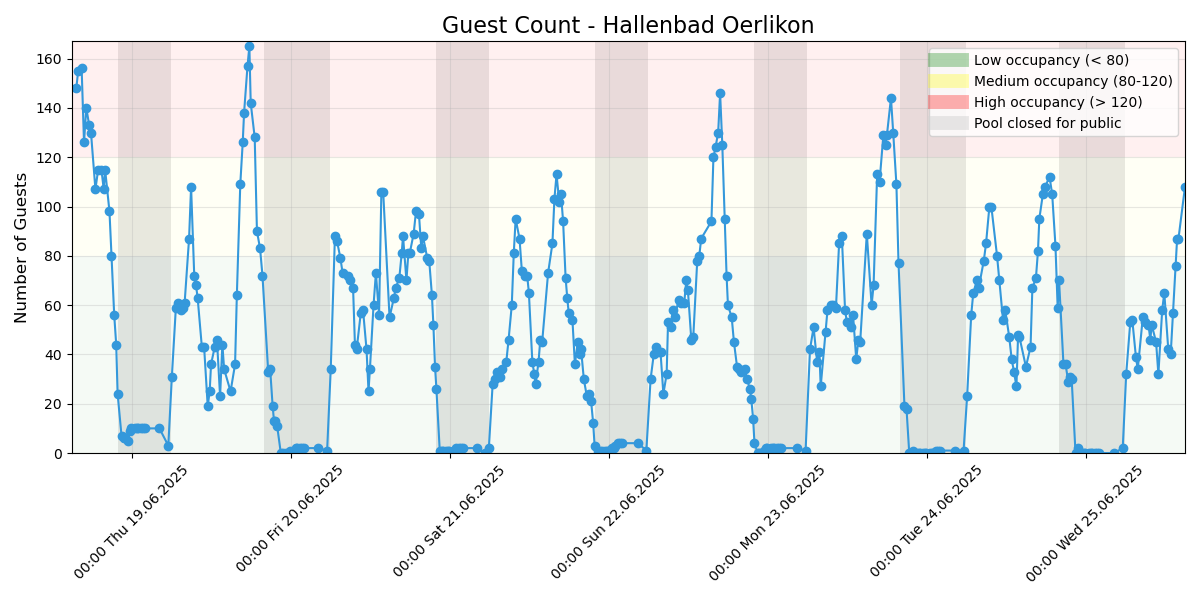 Guest Count - Hallenbad Oerlikon
Number of Guests
160
140
120
100
80
60
40
20
0
Low occupancy (< 80)
Medium occupancy (80-120)
High occupancy (> 120)
Pool closed for public
00:00 Thu 19.06.2025
00:00 Fri 20.06.2025
00:00 Sat 21.06.2025
00:00 Sun 22.06.2025
00:00 Mon 23.06.2025
00:00 Tue 24.06.2025
00:00 Wed 25.06.2025